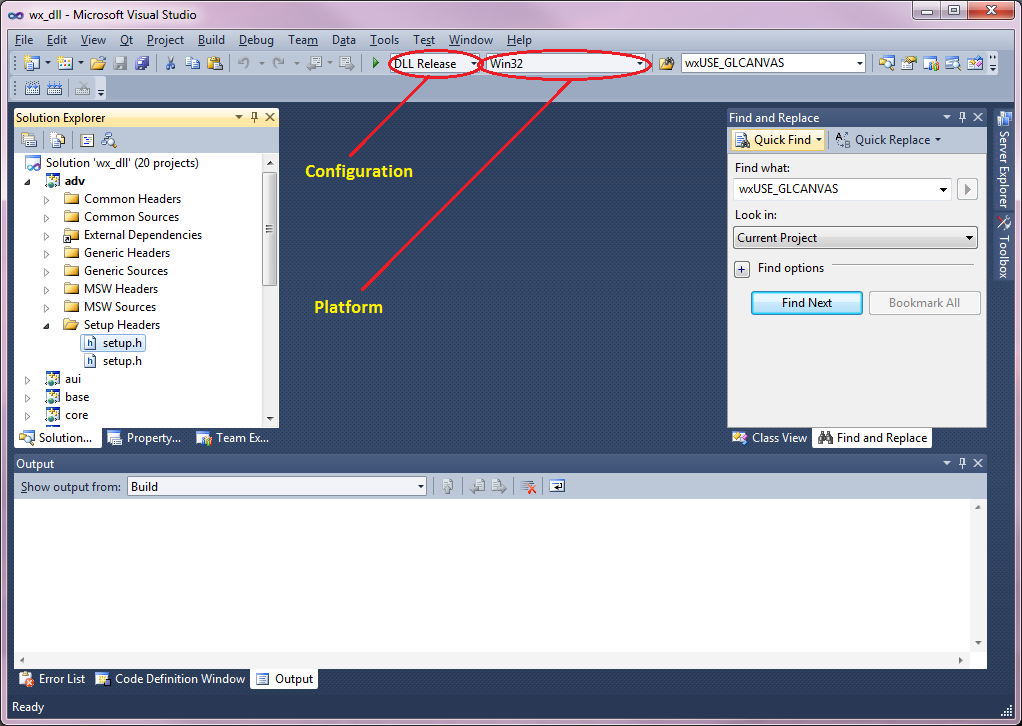 wx_dll - Microsoft Visual Studio
File Edit View Qt Project Build Debug Team Data Tools Test Window Help
DLL Release Win32 wxUSE_GLCANVAS
Solution Explorer
Solution 'wx_dll' (20 projects)
adv
Common Headers
Common Sources
External Dependencies
Generic Headers
Generic Sources
MSW Headers
MSW Sources
Setup Headers
setup.h
setup.h
aui
base
core
Solution... Property... Team Ex...
Configuration
Platform
Find and Replace
Quick Find Quick Replace
Find what:
wxUSE_GLCANVAS
Look in:
Current Project
Find options
Find Next Bookmark All
Class View Find and Replace
Server Explorer
Toolbox
Output
Show output from: Build
Error List Code Definition Window Output
Ready